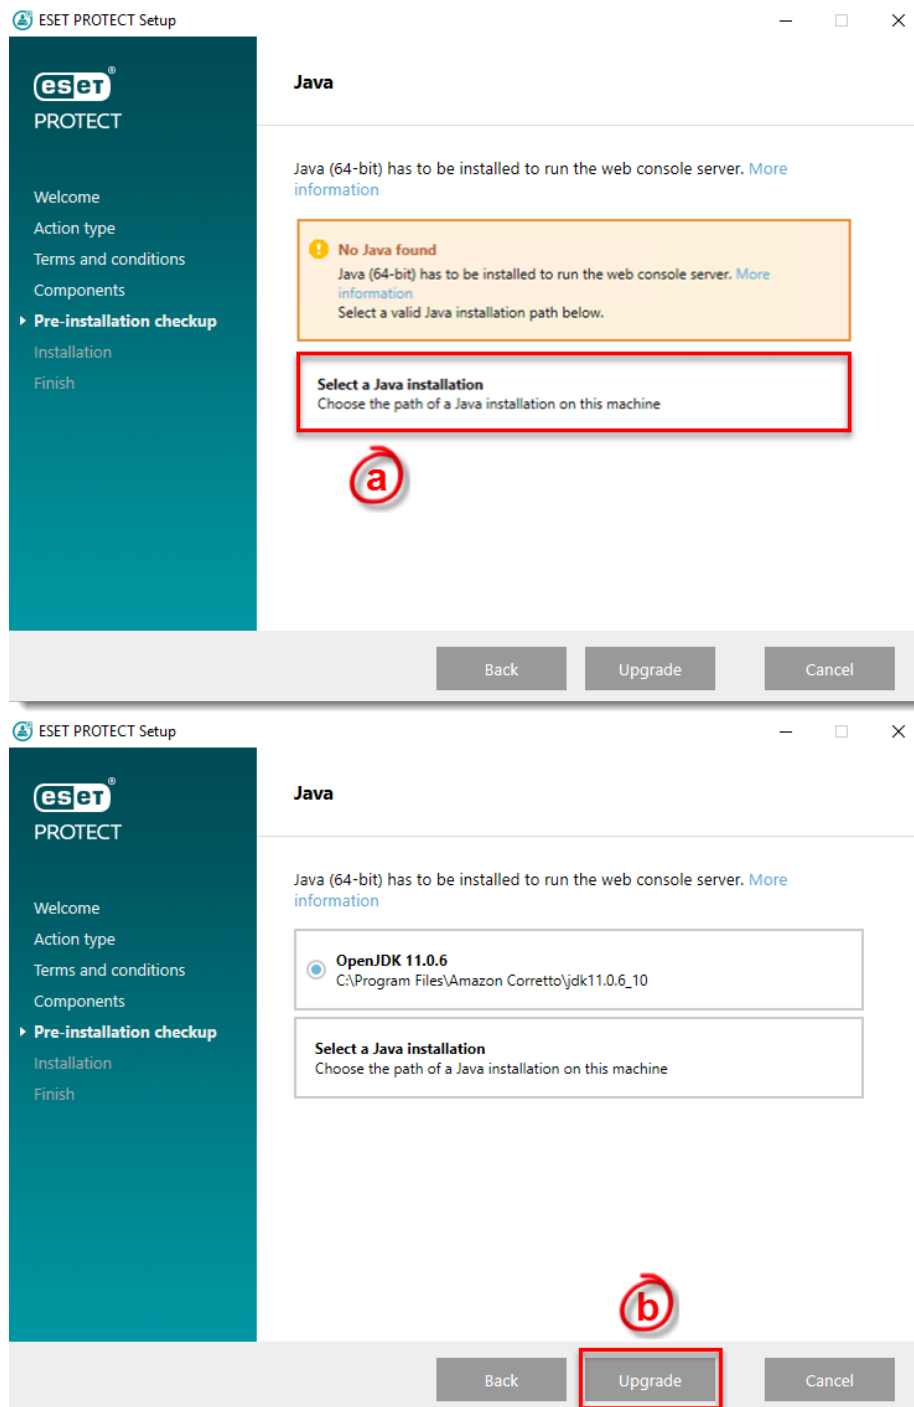 ESET PROTECT Setup
eset®
PROTECT
Java
Java (64-bit) has to be installed to run the web console server. More
information
Welcome
Action type
Terms and conditions
Components
Pre-installation checkup
Installation
Finish
No Java found
Java (64-bit) has to be installed to run the web console server. More
information
Select a valid Java installation path below.
Select a Java installation
Choose the path of a Java installation on this machine
a
Back
Upgrade
Cancel
ESET PROTECT Setup
eset®
PROTECT
Java
Java (64-bit) has to be installed to run the web console server. More
information
Welcome
Action type
Terms and conditions
Components
Pre-installation checkup
Installation
Finish
OpenJDK 11.0.6
C:\Program Files\Amazon Corretto\jdk11.0.6_10
Select a Java installation
Choose the path of a Java installation on this machine
b
Back
Upgrade
Cancel